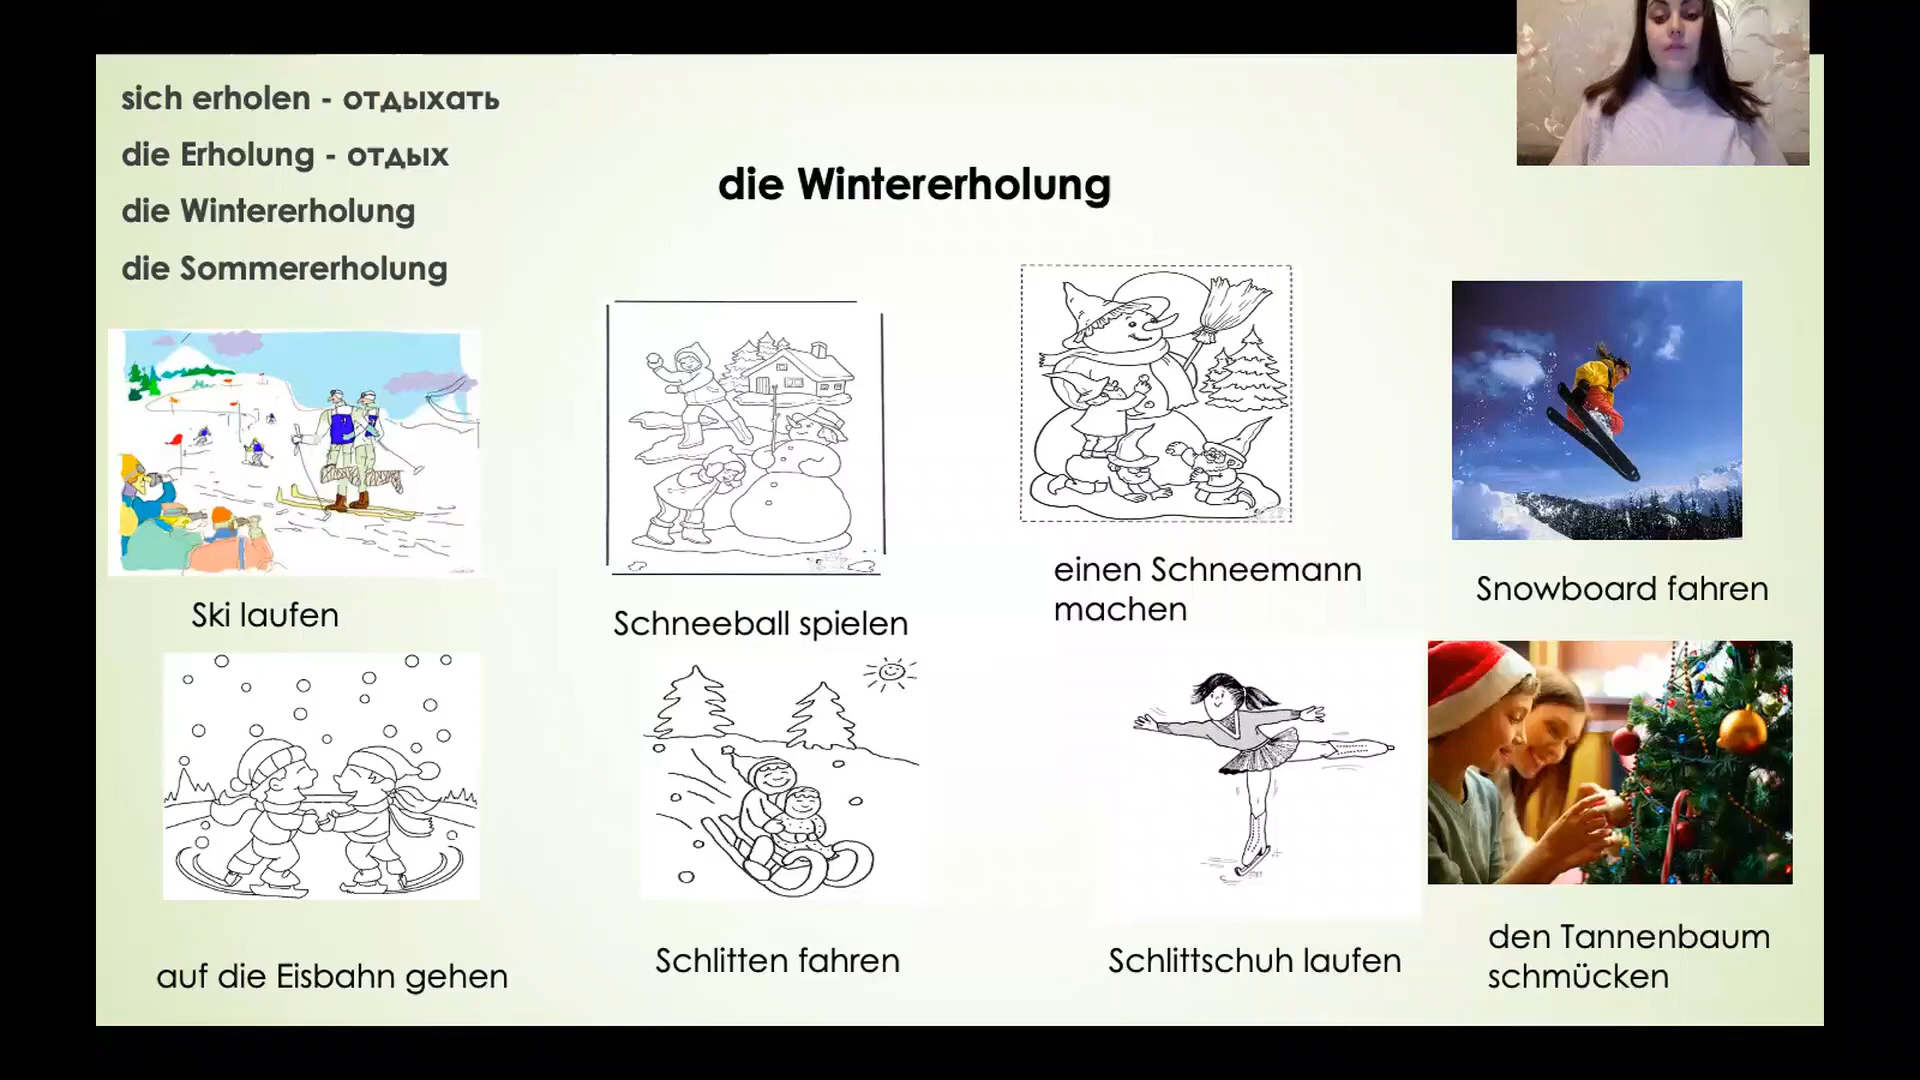 sich erholen - отдыхать
die Erholung - отдых
die Wintererholung
die Sommererholung
die Wintererholung
Ski laufen
Schneeball spielen
einen Schneemann
machen
Snowboard fahren
auf die Eisbahn gehen
Schlitten fahren
Schlittschuh laufen
den Tannenbaum
schmücken